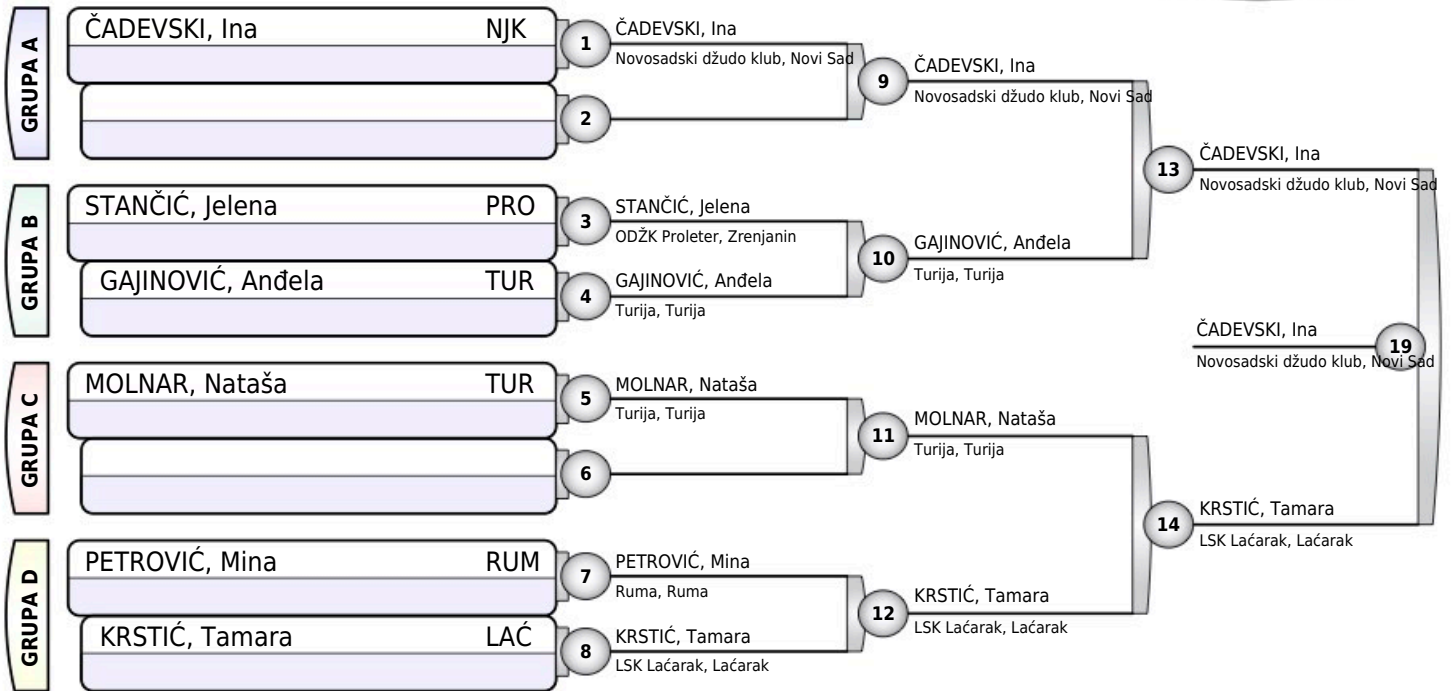 GRUPA A
ČADEVSKI, Ina NJK
1
2
GRUPA B
STANČIĆ, Jelena PRO
GAJINOVIĆ, Anđela TUR
3
4
GRUPA C
MOLNAR, Nataša TUR
5
6
GRUPA D
PETROVIĆ, Mina RUM
KRSTIĆ, Tamara LAĆ
7
8
ČADEVSKI, Ina
Novosadski džudo klub, Novi Sad
STANČIĆ, Jelena
ODŽK Proleter, Zrenjanin
GAJINOVIĆ, Anđela
Turija, Turija
MOLNAR, Nataša
Turija, Turija
PETROVIĆ, Mina
Ruma, Ruma
KRSTIĆ, Tamara
LSK Laćarak, Laćarak
9
ČADEVSKI, Ina
Novosadski džudo klub, Novi Sad
10
GAJINOVIĆ, Anđela
Turija, Turija
11
MOLNAR, Nataša
Turija, Turija
12
KRSTIĆ, Tamara
LSK Laćarak, Laćarak
13
ČADEVSKI, Ina
Novosadski džudo klub, Novi Sad
14
KRSTIĆ, Tamara
LSK Laćarak, Laćarak
19
ČADEVSKI, Ina
Novosadski džudo klub, Novi Sad